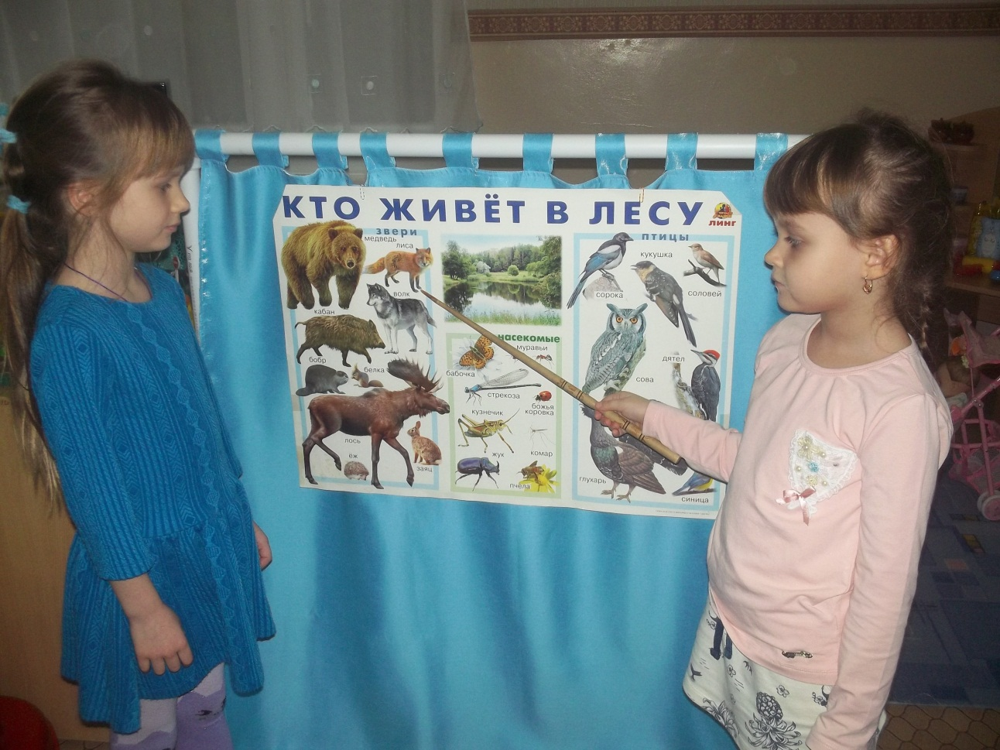 КТО ЖИВЁТ В ЛЕСУ
ЛИНГ
звери
медведь
лиса
волк
кабан
бобр
белка
лось
ёж
заяц
насекомые
муравьи
бабочка
стрекоза
божья
коровка
кузнечик
комар
жук
пчела
птицы
кукушка
сорока
соловей
дятел
сова
глухарь
синица